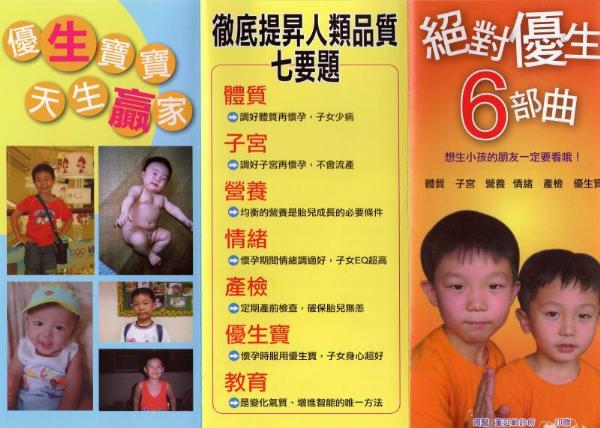 優生寶寶
天生贏家
徹底提昇人類品質
七要題
體質
調好體質再懷孕，子女少病
子宮
調好子宮再懷孕，不會流產
營養
均衡的營養是胎兒成長的必要條件
情緒
懷孕期間情緒調適好，子女EQ超高
產檢
定期產前檢查，確保胎兒無恙
優生寶
懷孕時服用優生寶，子女身心超好
教育
是變化氣質、增進智能的唯一方法
絕對優生
6部曲
想生小孩的朋友一定要看哦！
體質 子宮 營養 情緒 產檢 優生寶